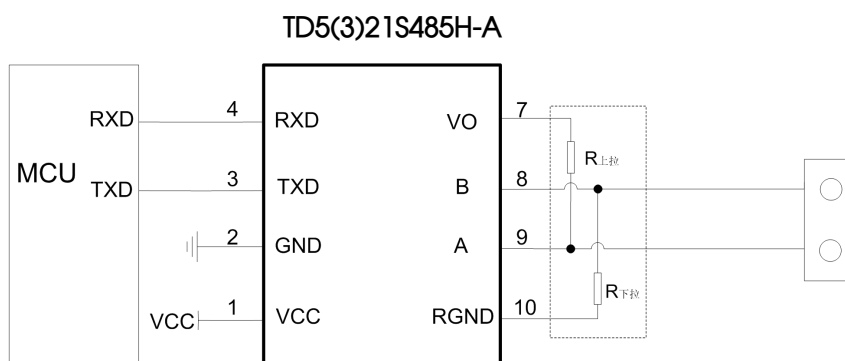 TD5(3)21S485H-A
RXD 4 RXD VO 7
R上拉
MCU
TXD 3 TXD B 8
2 GND A 9
R下拉
VCC 1 VCC RGND 10